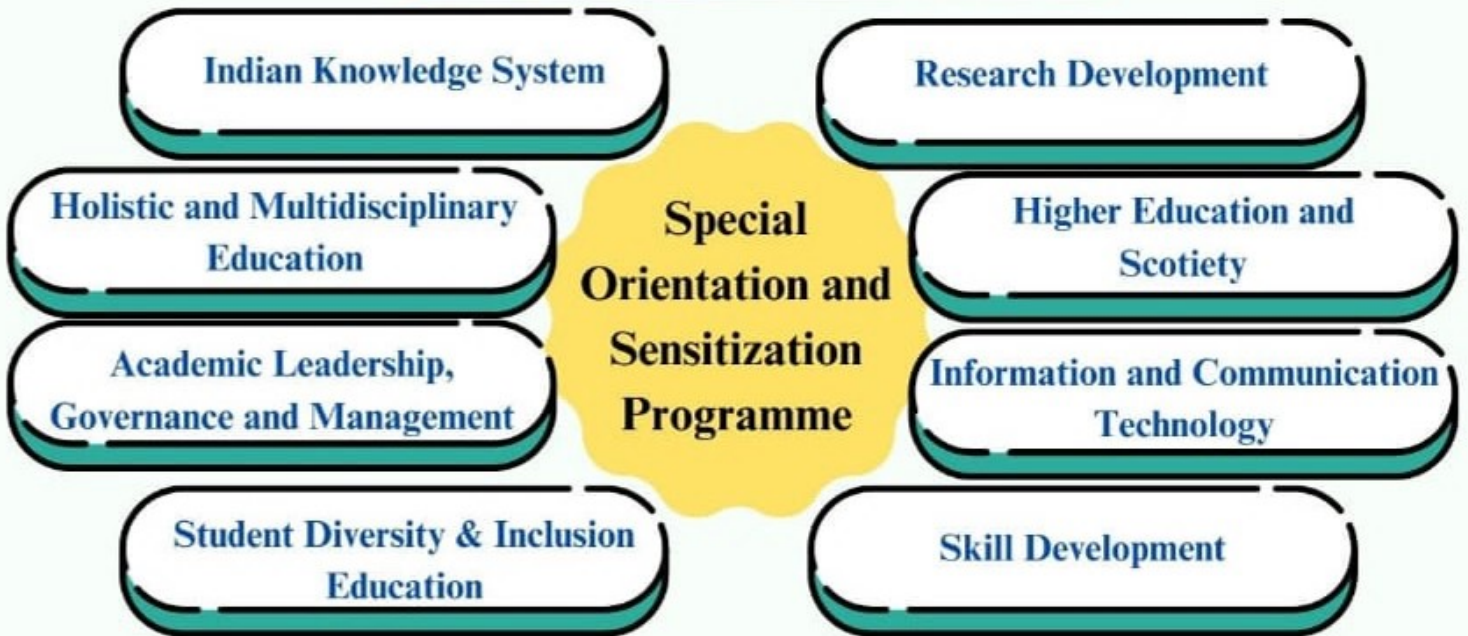 Indian Knowledge System
Holistic and Multidisciplinary
Education
Academic Leadership,
Governance and Management
Student Diversity & Inclusion
Education
Special
Orientation and
Sensitization
Programme
Research Development
Higher Education and
Scotiety
Information and Communication
Technology
Skill Development